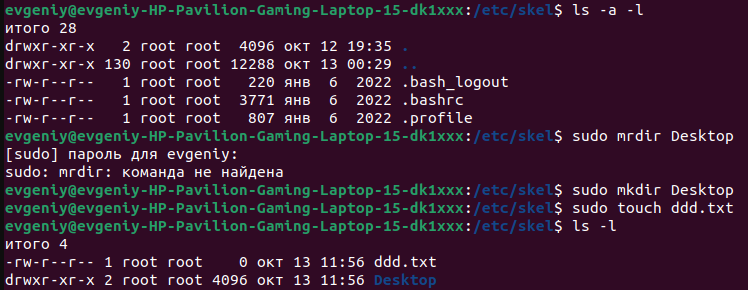 evgeniy@evgeniy-HP-Pavilion-Gaming-Laptop-15-dk1xxx:/etc/skel$ ls -a -l
итого 28
drwxr-xr-x   2 root root  4096 окт 12 19:35 .
drwxr-xr-x 130 root root 12288 окт 13 00:29 ..
-rw-r--r--   1 root root   220 янв  6  2022 .bash_logout
-rw-r--r--   1 root root  3771 янв  6  2022 .bashrc
-rw-r--r--   1 root root   807 янв  6  2022 .profile
evgeniy@evgeniy-HP-Pavilion-Gaming-Laptop-15-dk1xxx:/etc/skel$ sudo mrdir Desktop
[sudo] пароль для evgeniy:
sudo: mrdir: команда не найдена
evgeniy@evgeniy-HP-Pavilion-Gaming-Laptop-15-dk1xxx:/etc/skel$ sudo mkdir Desktop
evgeniy@evgeniy-HP-Pavilion-Gaming-Laptop-15-dk1xxx:/etc/skel$ sudo touch ddd.txt
evgeniy@evgeniy-HP-Pavilion-Gaming-Laptop-15-dk1xxx:/etc/skel$ ls -l
итого 4
-rw-r--r-- 1 root root    0 окт 13 11:56 ddd.txt
drwxr-xr-x 2 root root 4096 окт 13 11:56 Desktop